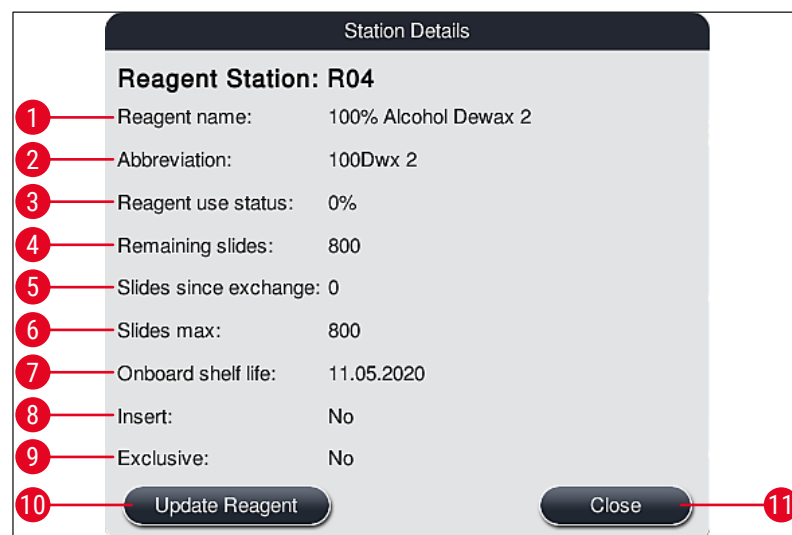 Station Details
Reagent Station: R04
1 Reagent name: 100% Alcohol Dewax 2
2 Abbreviation: 100Dwx 2
3 Reagent use status: 0%
4 Remaining slides: 800
5 Slides since exchange: 0
6 Slides max: 800
7 Onboard shelf life: 11.05.2020
8 Insert: No
9 Exclusive: No
10 Update Reagent Close 11